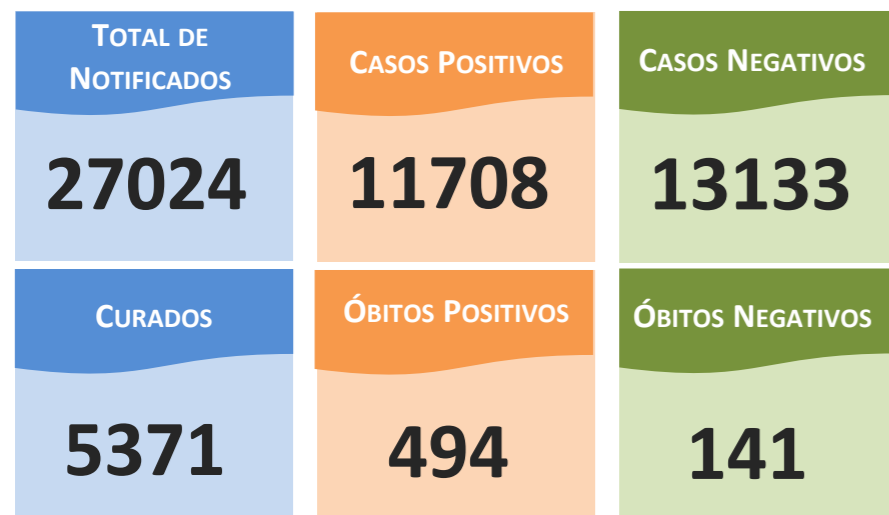 TOTAL DE
NOTIFICADOS
27024
CASOS POSITIVOS
11708
CASOS NEGATIVOS
13133
CURADOS
5371
ÓBITOS POSITIVOS
494
ÓBITOS NEGATIVOS
141